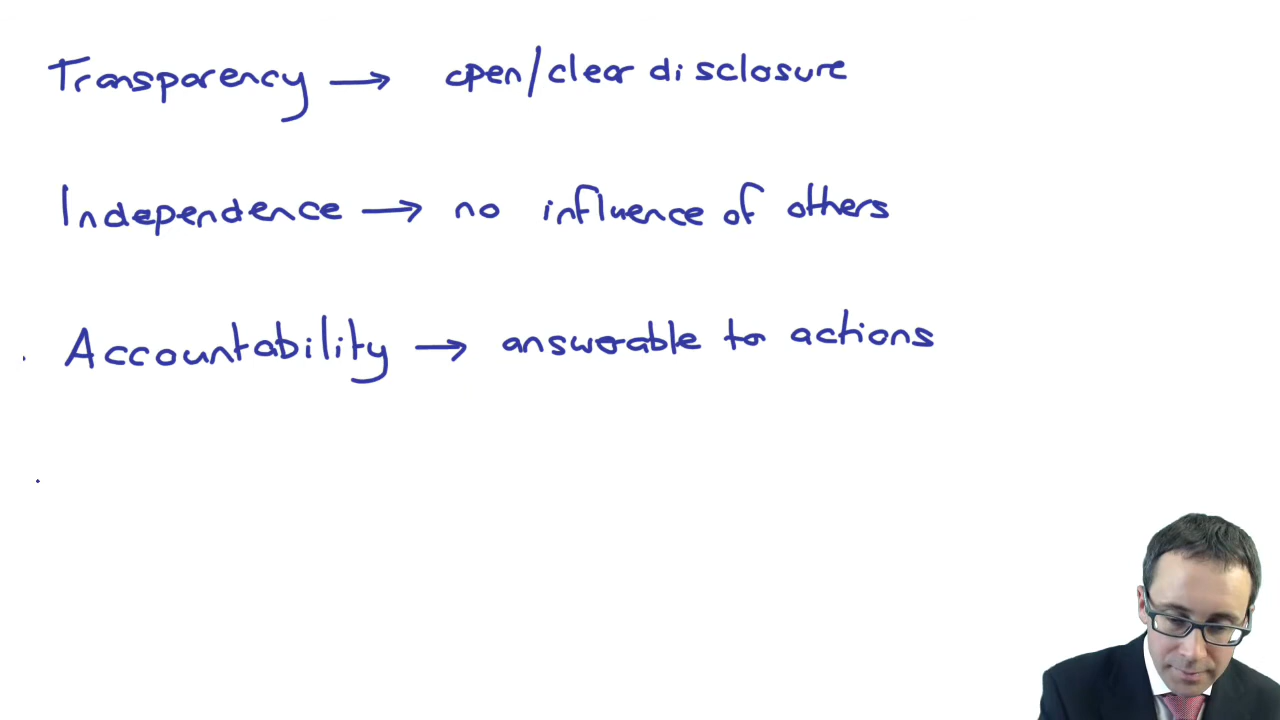 Transparency → open/clear disclosure
Independence → no influence of others
Accountability → answerable to actions